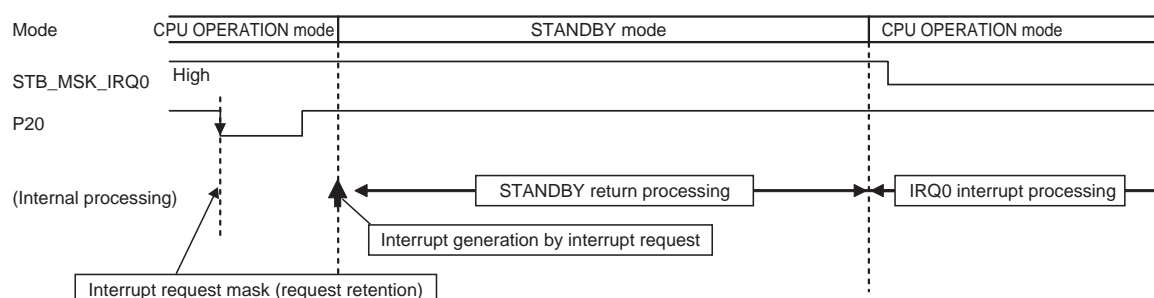 Mode
CPU OPERATION mode
STANDBY mode
CPU OPERATION mode
STB_MSK_IRQ0
High
P20
(Internal processing)
STANDBY return processing
IRQ0 interrupt processing
Interrupt generation by interrupt request
Interrupt request mask (request retention)